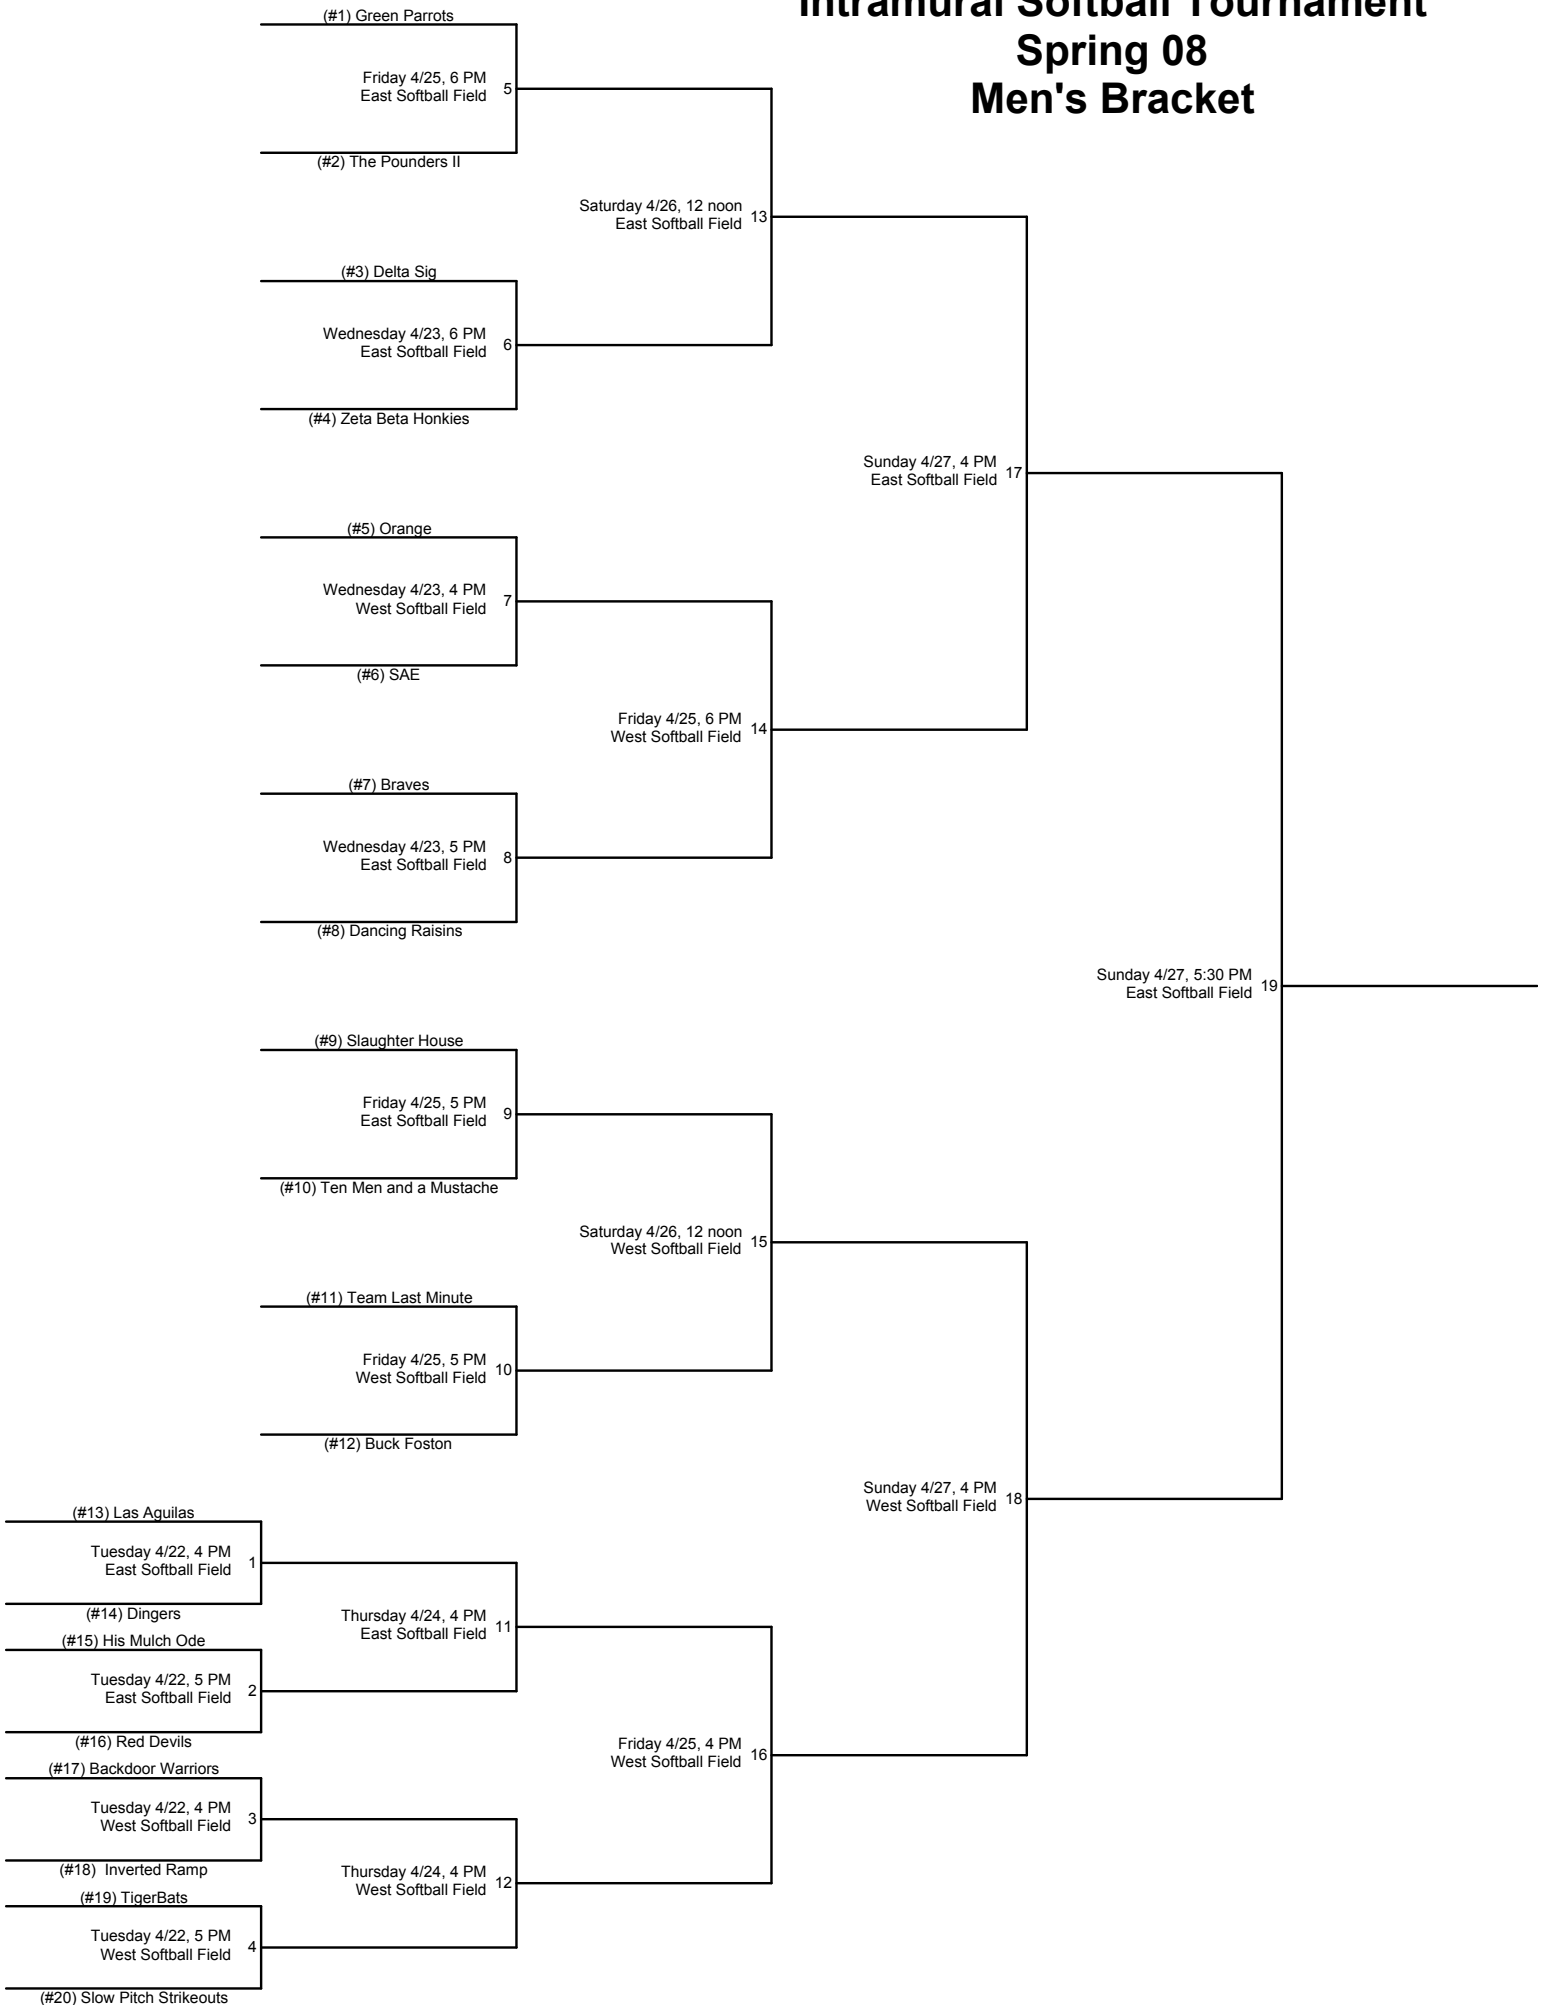 Intramural Softball Tournament
Spring 08
Men's Bracket
(#1) Green Parrots
Friday 4/25, 6 PM
East Softball Field
5
(#2) The Pounders II
Saturday 4/26, 12 noon
East Softball Field
13
(#3) Delta Sig
Wednesday 4/23, 6 PM
East Softball Field
6
(#4) Zeta Beta Honkies
Sunday 4/27, 4 PM
East Softball Field
17
(#5) Orange
Wednesday 4/23, 4 PM
West Softball Field
7
(#6) SAE
Friday 4/25, 6 PM
West Softball Field
14
(#7) Braves
Wednesday 4/23, 5 PM
East Softball Field
8
(#8) Dancing Raisins
Sunday 4/27, 5:30 PM
East Softball Field
19
(#9) Slaughter House
Friday 4/25, 5 PM
East Softball Field
9
(#10) Ten Men and a Mustache
Saturday 4/26, 12 noon
West Softball Field
15
(#11) Team Last Minute
Friday 4/25, 5 PM
West Softball Field
10
(#12) Buck Foston
Sunday 4/27, 4 PM
West Softball Field
18
(#13) Las Aguilas
Tuesday 4/22, 4 PM
East Softball Field
1
(#14) Dingers
Thursday 4/24, 4 PM
East Softball Field
11
(#15) His Mulch Ode
Tuesday 4/22, 5 PM
East Softball Field
2
(#16) Red Devils
Friday 4/25, 4 PM
West Softball Field
16
(#17) Backdoor Warriors
Tuesday 4/22, 4 PM
West Softball Field
3
(#18) Inverted Ramp
Thursday 4/24, 4 PM
West Softball Field
12
(#19) TigerBats
Tuesday 4/22, 5 PM
West Softball Field
4
(#20) Slow Pitch Strikeouts